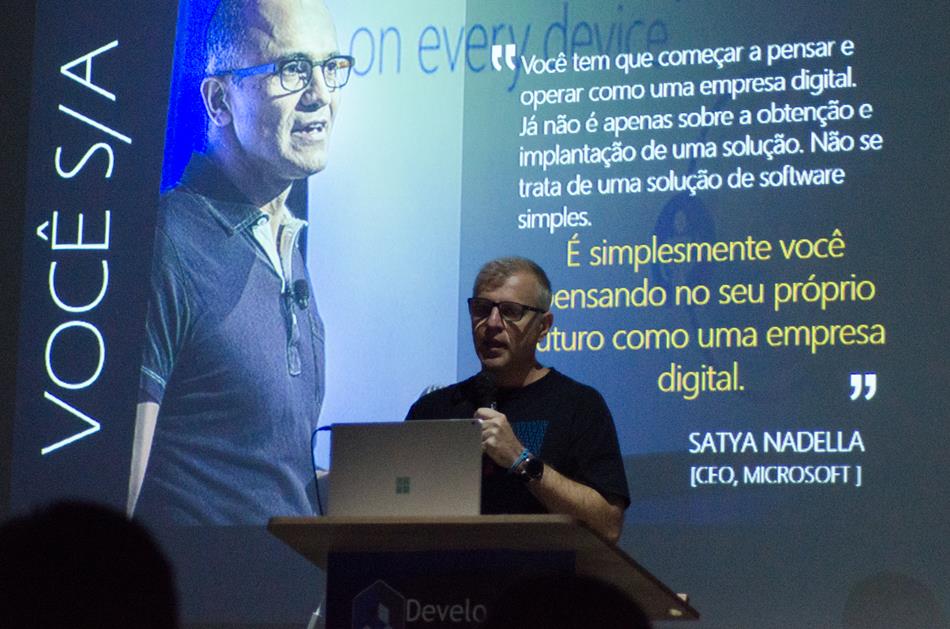 VOCÊ S/A
on every device
" Você tem que começar a pensar e
operar como uma empresa digital.
Já não é apenas sobre a obtenção e
implantação de uma solução. Não se
trata de uma solução de software
simples.
É simplesmente você
pensando no seu próprio
futuro como uma empresa
digital. "
SATYA NADELLA
[CEO, MICROSOFT ]
Develo